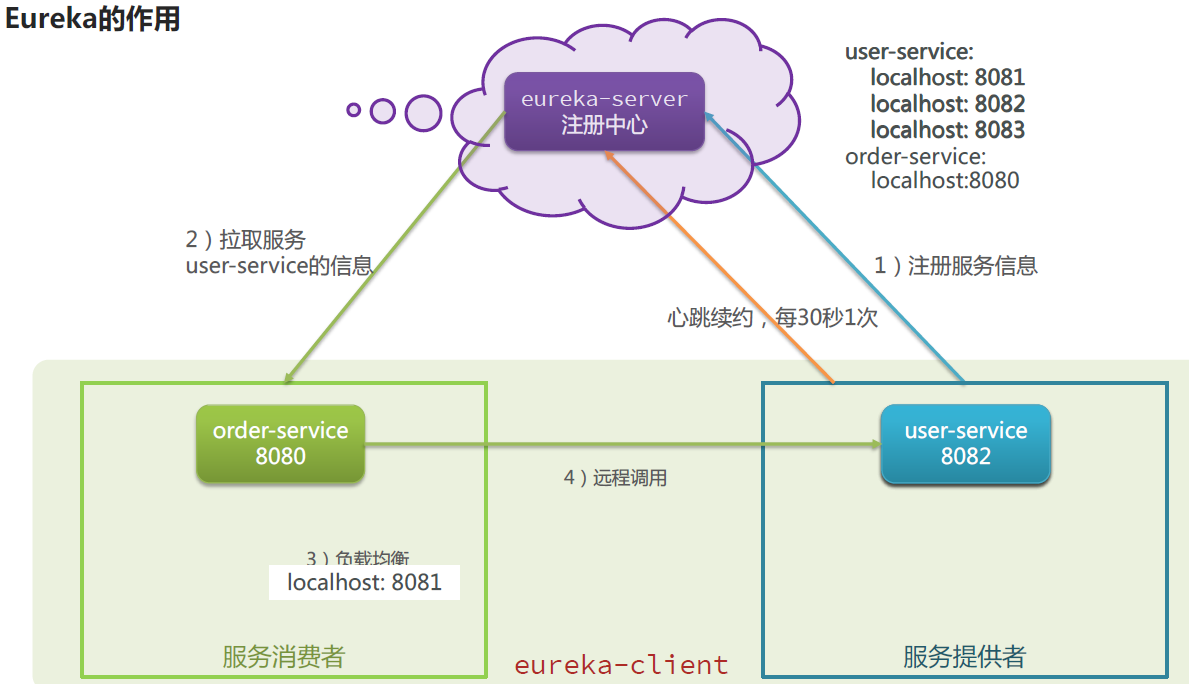 Eureka的作用
eureka-server
注册中心
user-service:
localhost: 8081
localhost: 8082
localhost: 8083
order-service:
localhost:8080
2）拉取服务
user-service的信息
1）注册服务信息
心跳续约，每30秒1次
order-service
8080
user-service
8082
4）远程调用
3）负载均衡
localhost: 8081
服务消费者
eureka-client
服务提供者